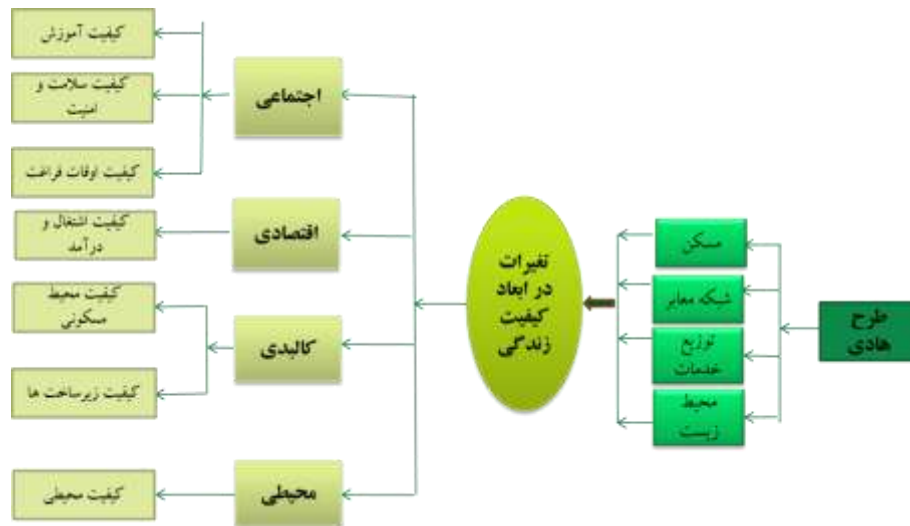 طرح
هادی
مسکن
شبکه معابر
توزیع
خدمات
محیط
زیست
تغیرات
در ابعاد
کیفیت
زندگی
اجتماعی
کیفیت آموزش
کیفیت سلامت و
امنیت
کیفیت اوقات فراغت
اقتصادی
کیفیت اشتغال و
درآمد
کالبدی
کیفیت محیط
مسکونی
کیفیت زیرساخت ها
محیطی
کیفیت محیطی